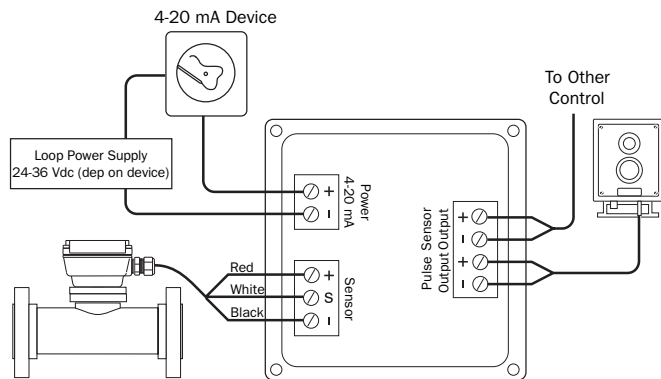 4-20 mA Device
To Other
Control
Loop Power Supply
24-36 Vdc (dep on device)
+
-
Power
4-20 mA
Red
White
Black
+
S
-
Sensor
+
-
+
-
Pulse Sensor
Output Output